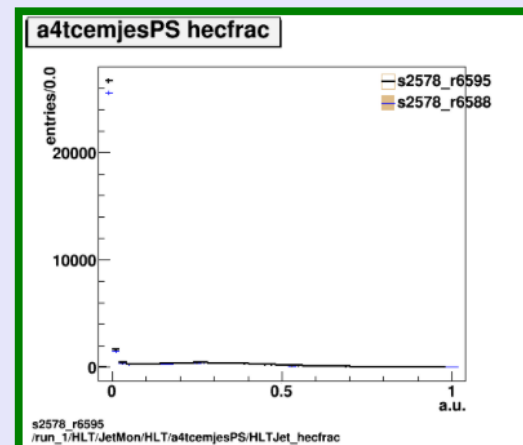 a4tcemjesPS hecfrac
entries/0.0
s2578_r6595
s2578_r6588
20000
10000
0
0 0.5 1
a.u.
s2578_r6595
/run_1/HLT/JetMon/HLT/a4tcemjesPS/HLTJet_hecfrac